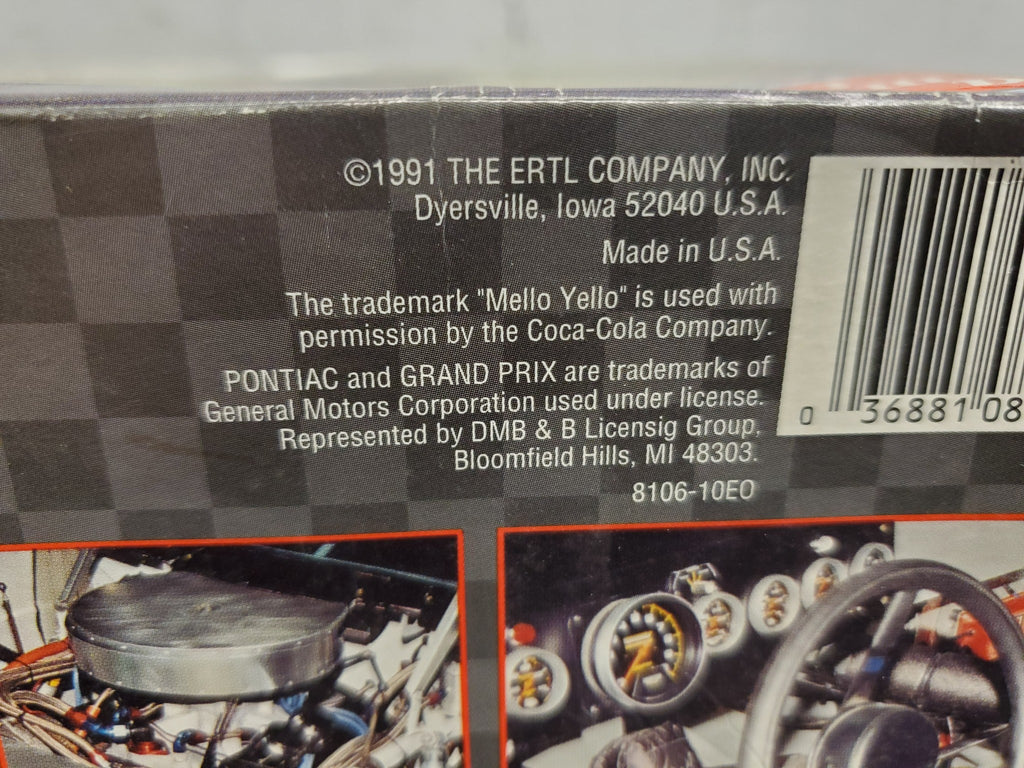 ©1991 THE ERTL COMPANY, INC.
Dyersville, Iowa 52040 U.S.A.
Made in U.S.A.
The trademark "Mello Yello" is used with
permission by the Coca-Cola Company.
PONTIAC and GRAND PRIX are trademarks of
General Motors Corporation used under license.
Represented by DMB & B Licensig Group,
Bloomfield Hills, MI 48303.
8106-10EO
0 36881 08